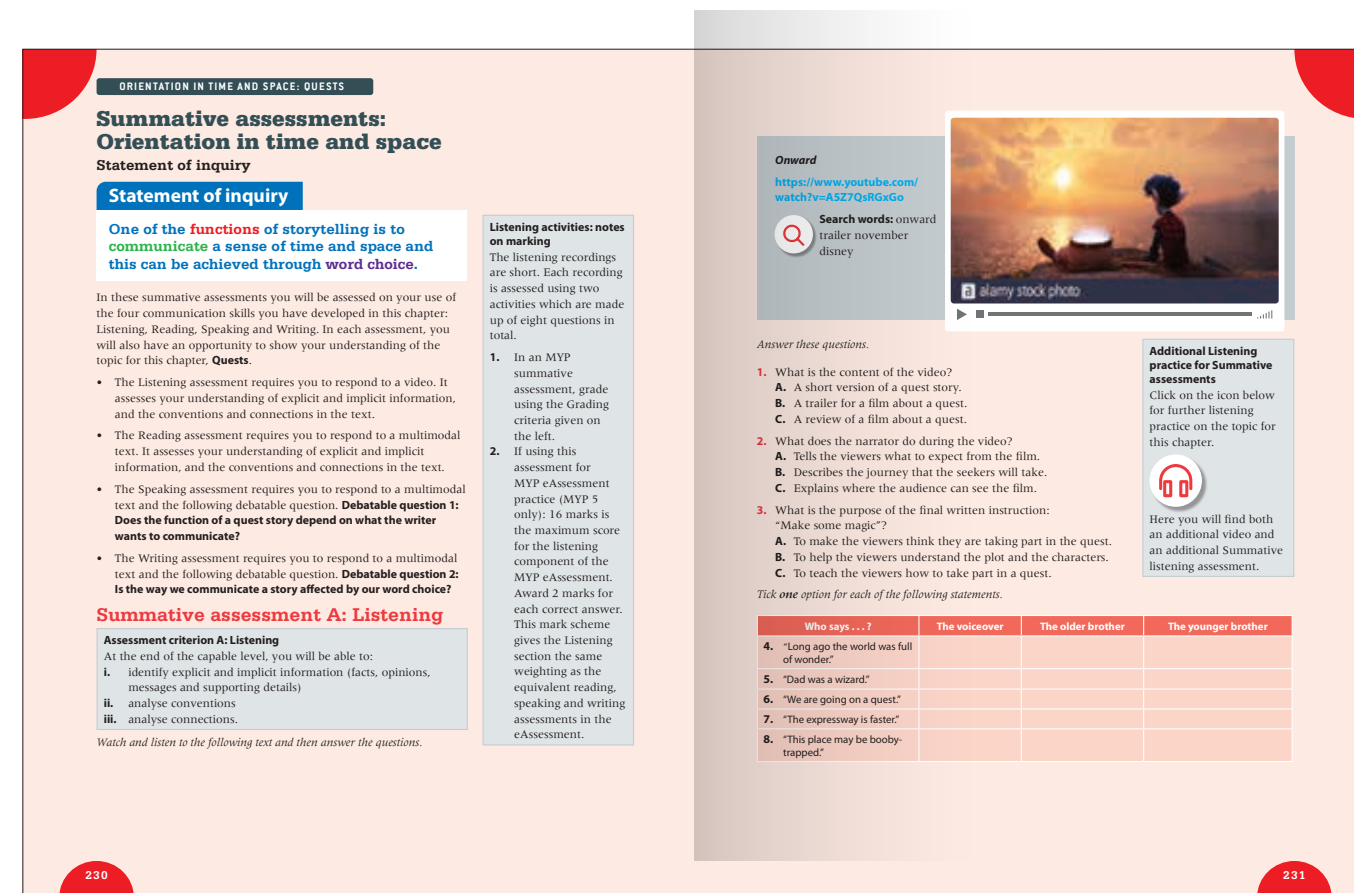 ORIENTATION IN TIME AND SPACE: QUESTS
Summative assessments:
Orientation in time and space
Statement of inquiry
Statement of inquiry
One of the functions of storytelling is to
communicate a sense of time and space and
this can be achieved through word choice.
In these summative assessments you will be assessed on your use of
the four communication skills you have developed in this chapter:
Listening, Reading, Speaking and Writing. In each assessment, you
will also have an opportunity to show your understanding of the
topic for this chapter, Quests.
• The Listening assessment requires you to respond to a video. It
assesses your understanding of explicit and implicit information,
and the conventions and connections in the text.
• The Reading assessment requires you to respond to a multimodal
text. It assesses your understanding of explicit and implicit
information, and the conventions and connections in the text.
• The Speaking assessment requires you to respond to a multimodal
text and the following debatable question. Debatable question 1:
Does the function of a quest story depend on what the writer
wants to communicate?
• The Writing assessment requires you to respond to a multimodal
text and the following debatable question. Debatable question 2:
Is the way we communicate a story affected by our word choice?
Summative assessment A: Listening
Assessment criterion A: Listening
At the end of the capable level, you will be able to:
i. identify explicit and implicit information (facts, opinions,
messages and supporting details)
ii. analyse conventions
iii. analyse connections.
Watch and listen to the following text and then answer the questions.
Listening activities: notes
on marking
The listening recordings
are short. Each recording
is assessed using two
activities which are made
up of eight questions in
total.
1. In an MYP
summative
assessment, grade
using the Grading
criteria given on
the left.
2. If using this
assessment for
MYP eAssessment
practice (MYP 5
only): 16 marks is
the maximum score
for the listening
component of the
MYP eAssessment.
Award 2 marks for
each correct answer.
This mark scheme
gives the Listening
section the same
weighting as the
equivalent reading,
speaking and writing
assessments in the
eAssessment.
230
Onward
https://www.youtube.com/
watch?v=A5Z7QsRGxGo
Search words: onward
trailer november
disney
a alamy stock photo
Answer these questions.
1. What is the content of the video?
A. A short version of a quest story.
B. A trailer for a film about a quest.
C. A review of a film about a quest.
2. What does the narrator do during the video?
A. Tells the viewers what to expect from the film.
B. Describes the journey that the seekers will take.
C. Explains where the audience can see the film.
3. What is the purpose of the final written instruction:
“Make some magic”?
A. To make the viewers think they are taking part in the quest.
B. To help the viewers understand the plot and the characters.
C. To teach the viewers how to take part in a quest.
Additional Listening
practice for Summative
assessments
Click on the icon below
for further listening
practice on the topic for
this chapter.
Here you will find both
an additional video and
an additional Summative
listening assessment.
Tick one option for each of the following statements.
Who says . . . ? The voiceover The older brother The younger brother
4. “Long ago the world was full
of wonder.”
5. “Dad was a wizard.”
6. “We are going on a quest.”
7. “The expressway is faster.”
8. “This place may be booby-
trapped.”
231